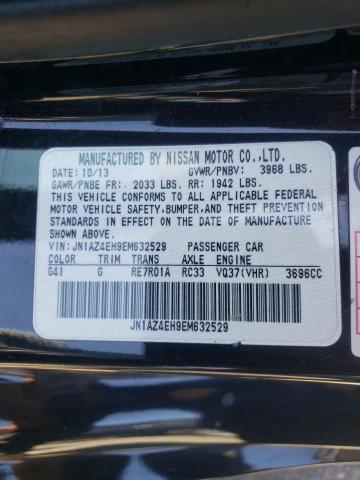 MANUFACTURED BY NISSAN MOTOR CO.,LTD.
DATE: 10/13 GVWR/PNBV: 3968 LBS.
GAWR/PNBE FR: 2033 LBS. RR: 1942 LBS.
THIS VEHICLE CONFORMS TO ALL APPLICABLE FEDERAL
MOTOR VEHICLE SAFETY, BUMPER, AND THEFT PREVENTION
STANDARDS IN EFFECT ON THE DATE OF MANUFACTURE
SHOWN ABOVE.
VIN: JN1AZ4EH9EM632529 PASSENGER CAR
COLOR TRIM TRANS AXLE ENGINE
G41 G RE7R01A RC33 VQ37(VHR) 3696CC
JN1AZ4EH9EM632529